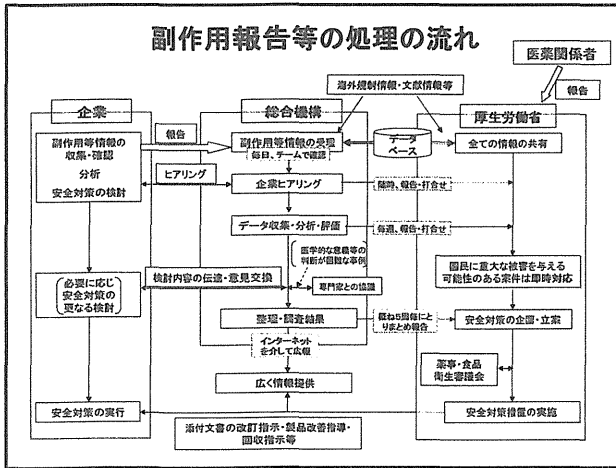 副作用報告等の処理の流れ
医薬関係者
報告
海外規制情報・文献情報等
企業
総合機構
厚生労働省
副作用等情報の
収集・確認
分析
安全対策の検討
報告
副作用等情報の受理
毎日、チームで確認
データ
ベース
全ての情報の共有
ヒアリング
企業ヒアリング
随時、報告・打合せ
データ収集・分析・評価
毎週、報告・打合せ
医学的な意義等の
判断が困難な事例
国民に重大な被害を与える
可能性のある案件は即時対応
必要に応じ
安全対策の
更なる検討
検討内容の伝達・意見交換
専門家との協議
整理・調査結果
概ね5週毎にと
りまとめ報告
安全対策の企画・立案
インターネット
を介して広報
広く情報提供
薬事・食品
衛生審議会
安全対策の実行
安全対策措置の実施
添付文書の改訂指示・製品改善指導・
回収指示等